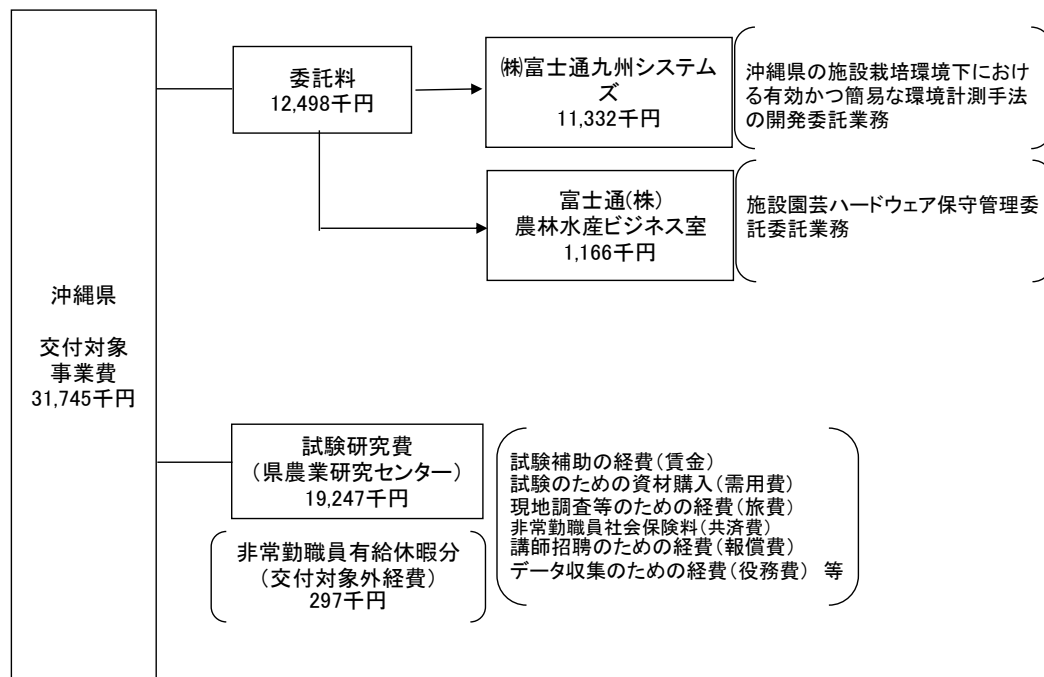 沖縄県
交付対象
事業費
31,745千円
委託料
12,498千円
㈱富士通九州システム
ズ
11,332千円
沖縄県の施設栽培環境下におけ
る有効かつ簡易な環境計測手法
の開発委託業務
富士通(株)
農林水産ビジネス室
1,166千円
施設園芸ハードウェア保守管理委
託委託業務
試験研究費
(県農業研究センター)
19,247千円
非常勤職員有給休暇分
(交付対象外経費)
297千円
試験補助の経費(賃金)
試験のための資材購入(需用費)
現地調査等のための経費(旅費)
非常勤職員社会保険料(共済費)
講師招聘のための経費(報償費)
データ収集のための経費(役務費) 等